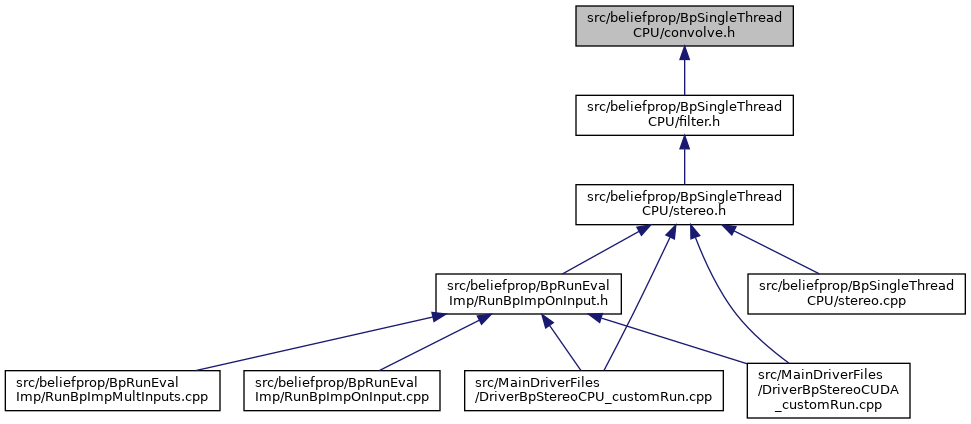 src/beliefprop/BpSingleThread
CPU/convolve.h
src/beliefprop/BpSingleThread
CPU/filter.h
src/beliefprop/BpSingleThread
CPU/stereo.h
src/beliefprop/BpRunEval
Imp/RunBpImpOnInput.h
src/beliefprop/BpSingleThread
CPU/stereo.cpp
src/beliefprop/BpRunEval
Imp/RunBpImpMultInputs.cpp
src/beliefprop/BpRunEval
Imp/RunBpImpOnInput.cpp
src/MainDriverFiles
/DriverBpStereoCPU_customRun.cpp
src/MainDriverFiles
/DriverBpStereoCUDA
_customRun.cpp